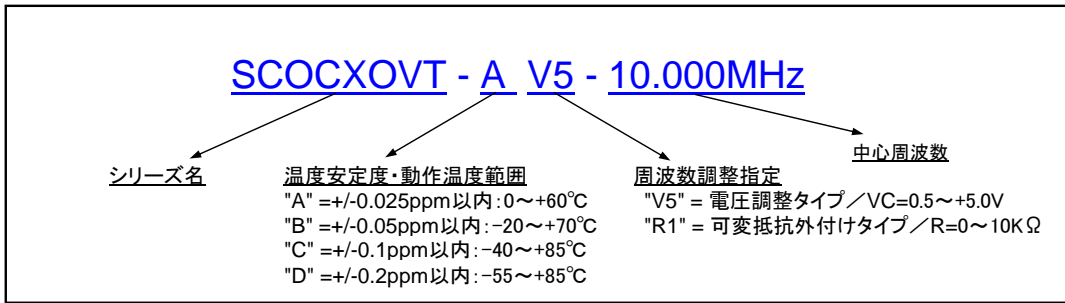 SCOCXOVT - A V5 - 10.000MHz
中心周波数
シリーズ名
温度安定度・動作温度範囲
周波数調整指定
"A" =+/-0.025ppm以内:0～+60℃
"V5" = 電圧調整タイプ／VC=0.5～+5.0V
"B" =+/-0.05ppm以内:-20～+70℃
"R1" = 可変抵抗外付けタイプ／R=0～10KΩ
"C" =+/-0.1ppm以内:-40～+85℃
"D" =+/-0.2ppm以内:-55～+85℃